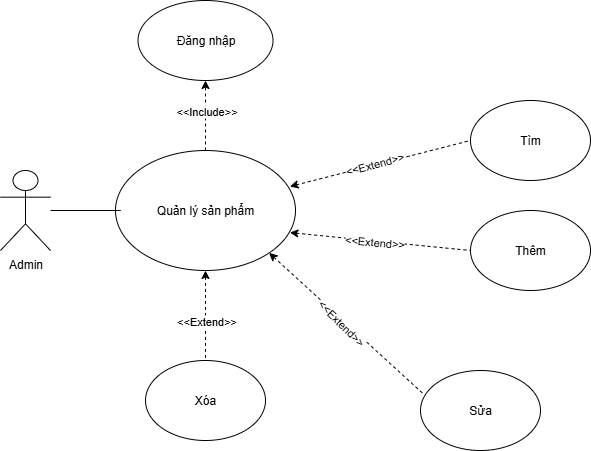 Đăng nhập
<<Include>>
Tìm
<<Extend>>
Quản lý sản phẩm
<<Extend>>
Thêm
Admin
<<Extend>>
<<Extend>>
Xóa
Sửa